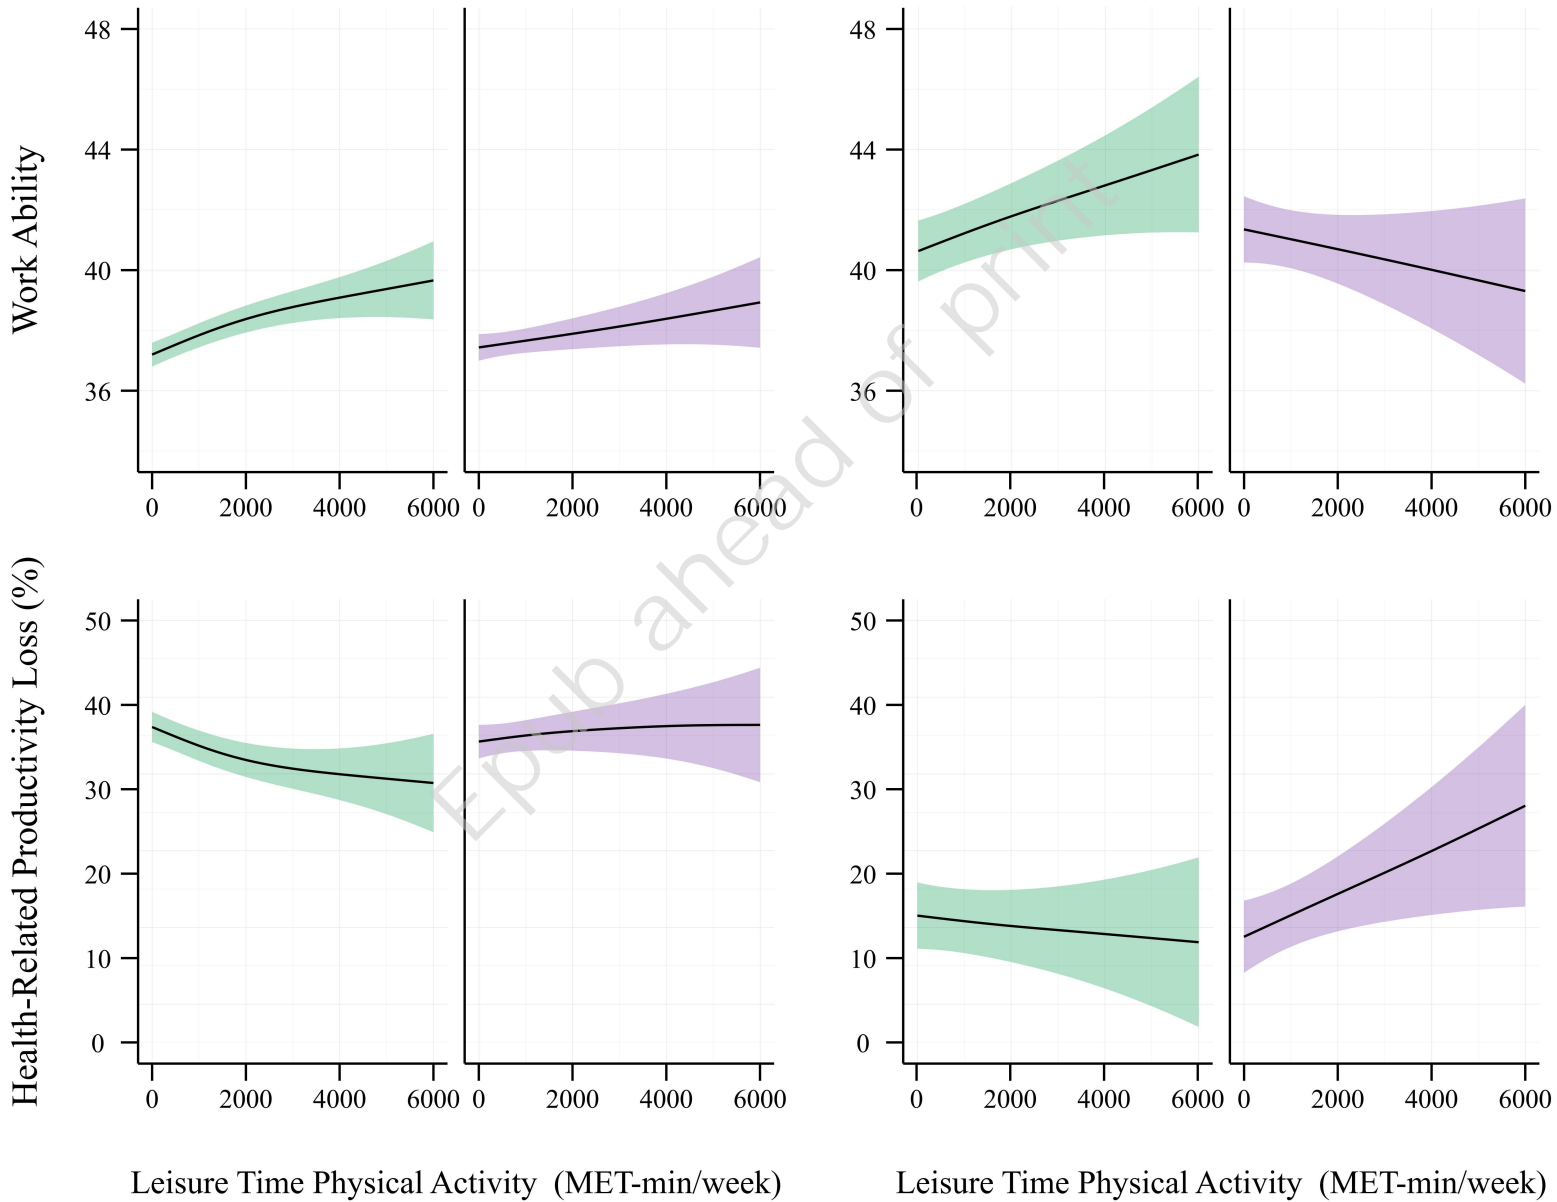 Work Ability
48
44
40
36
0 2000 4000 6000 0 2000 4000 6000
48
44
40
36
0 2000 4000 6000 0 2000 4000 6000
Health-Related Productivity Loss (%)
50
40
30
20
10
0
0 2000 4000 6000 0 2000 4000 6000
50
40
30
20
10
0
0 2000 4000 6000 0 2000 4000 6000
Leisure Time Physical Activity (MET-min/week)
Leisure Time Physical Activity (MET-min/week)
Epub ahead of print